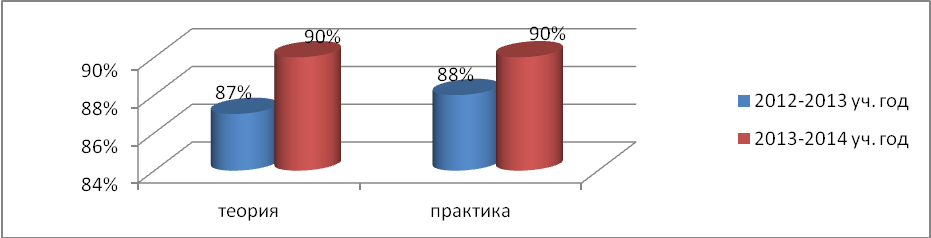 90%
88%
86%
84%
87%
90%
88%
90%
теория
практика
2012-2013 уч. год
2013-2014 уч. год